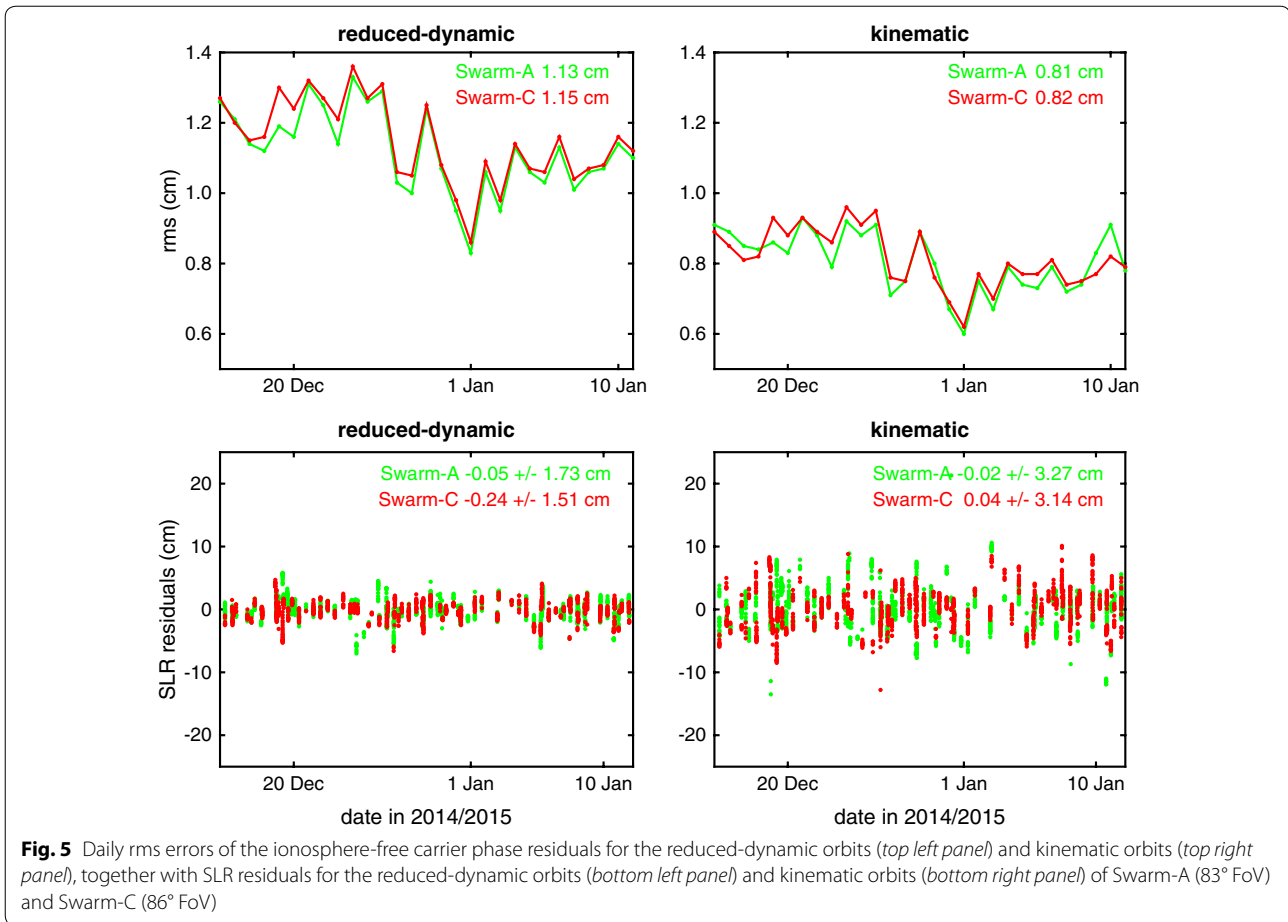 reduced-dynamic
1.4
1.2
1.0
0.8
0.6
rms (cm)
Swarm-A 1.13 cm
Swarm-C 1.15 cm
20 Dec
1 Jan
10 Jan
kinematic
1.4
1.2
1.0
0.8
0.6
Swarm-A 0.81 cm
Swarm-C 0.82 cm
20 Dec
1 Jan
10 Jan
reduced-dynamic
20
10
0
-10
-20
SLR residuals (cm)
Swarm-A -0.05 +/- 1.73 cm
Swarm-C -0.24 +/- 1.51 cm
20 Dec
1 Jan
10 Jan
date in 2014/2015
kinematic
20
10
0
-10
-20
Swarm-A -0.02 +/- 3.27 cm
Swarm-C 0.04 +/- 3.14 cm
20 Dec
1 Jan
10 Jan
date in 2014/2015
Fig. 5 Daily rms errors of the ionosphere-free carrier phase residuals for the reduced-dynamic orbits (top left panel) and kinematic orbits (top right
panel), together with SLR residuals for the reduced-dynamic orbits (bottom left panel) and kinematic orbits (bottom right panel) of Swarm-A (83° FoV)
and Swarm-C (86° FoV)